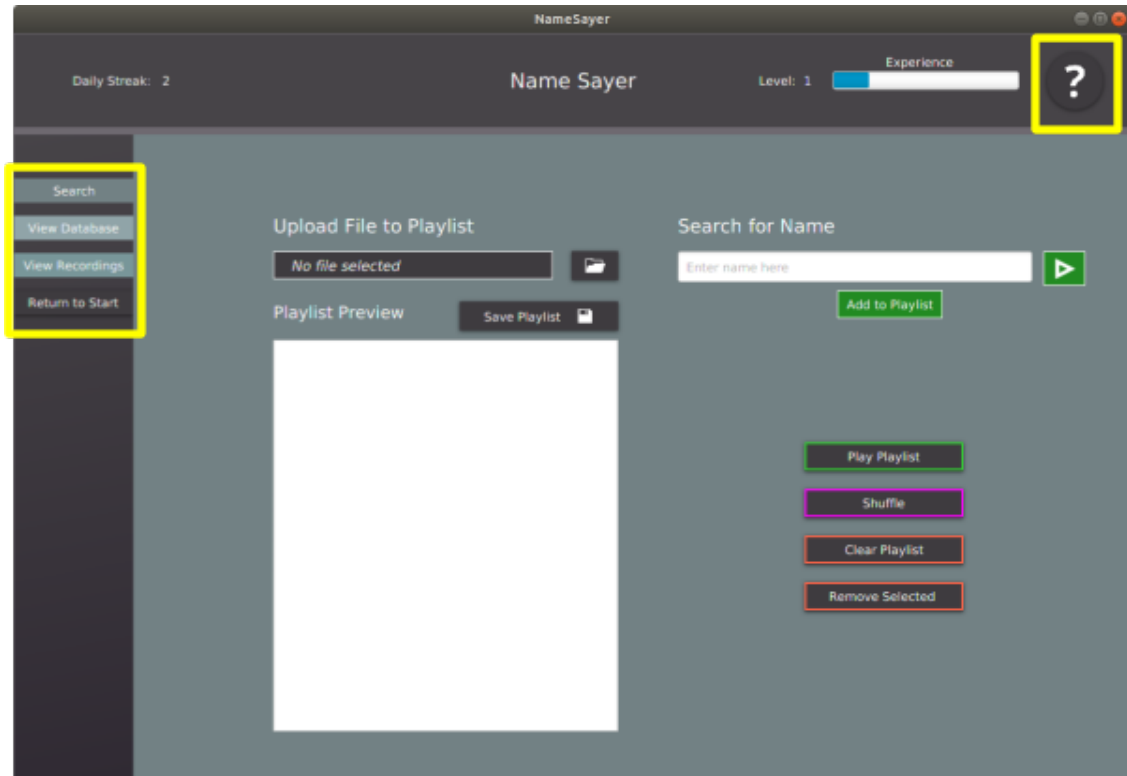 NameSayer
Daily Streak: 2
Name Sayer
Level: 1
Experience
?
Search
View Database
View Recordings
Return to Start
Upload File to Playlist
No file selected
Playlist Preview
Save Playlist
Search for Name
Enter name here
Add to Playlist
Play Playlist
Shuffle
Clear Playlist
Remove Selected